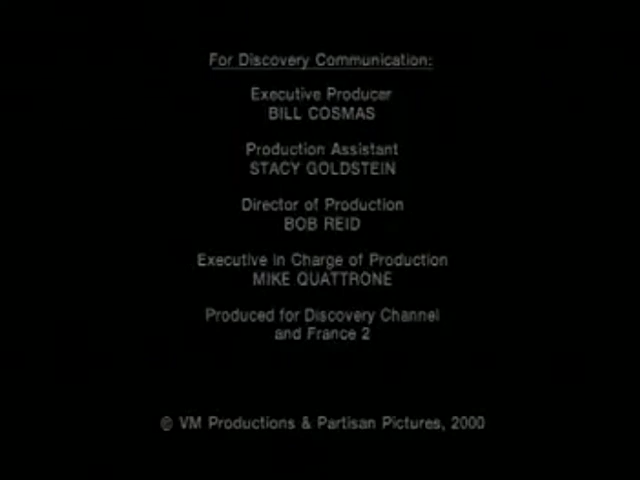 For Discovery Communication:
Executive Producer
BILL COSMAS
Production Assistant
STACY GOLDSTEIN
Director of Production
BOB REID
Executive in Charge of Production
MIKE QUATTRONE
Produced for Discovery Channel
and France 2
© VM Productions & Partisan Pictures, 2000